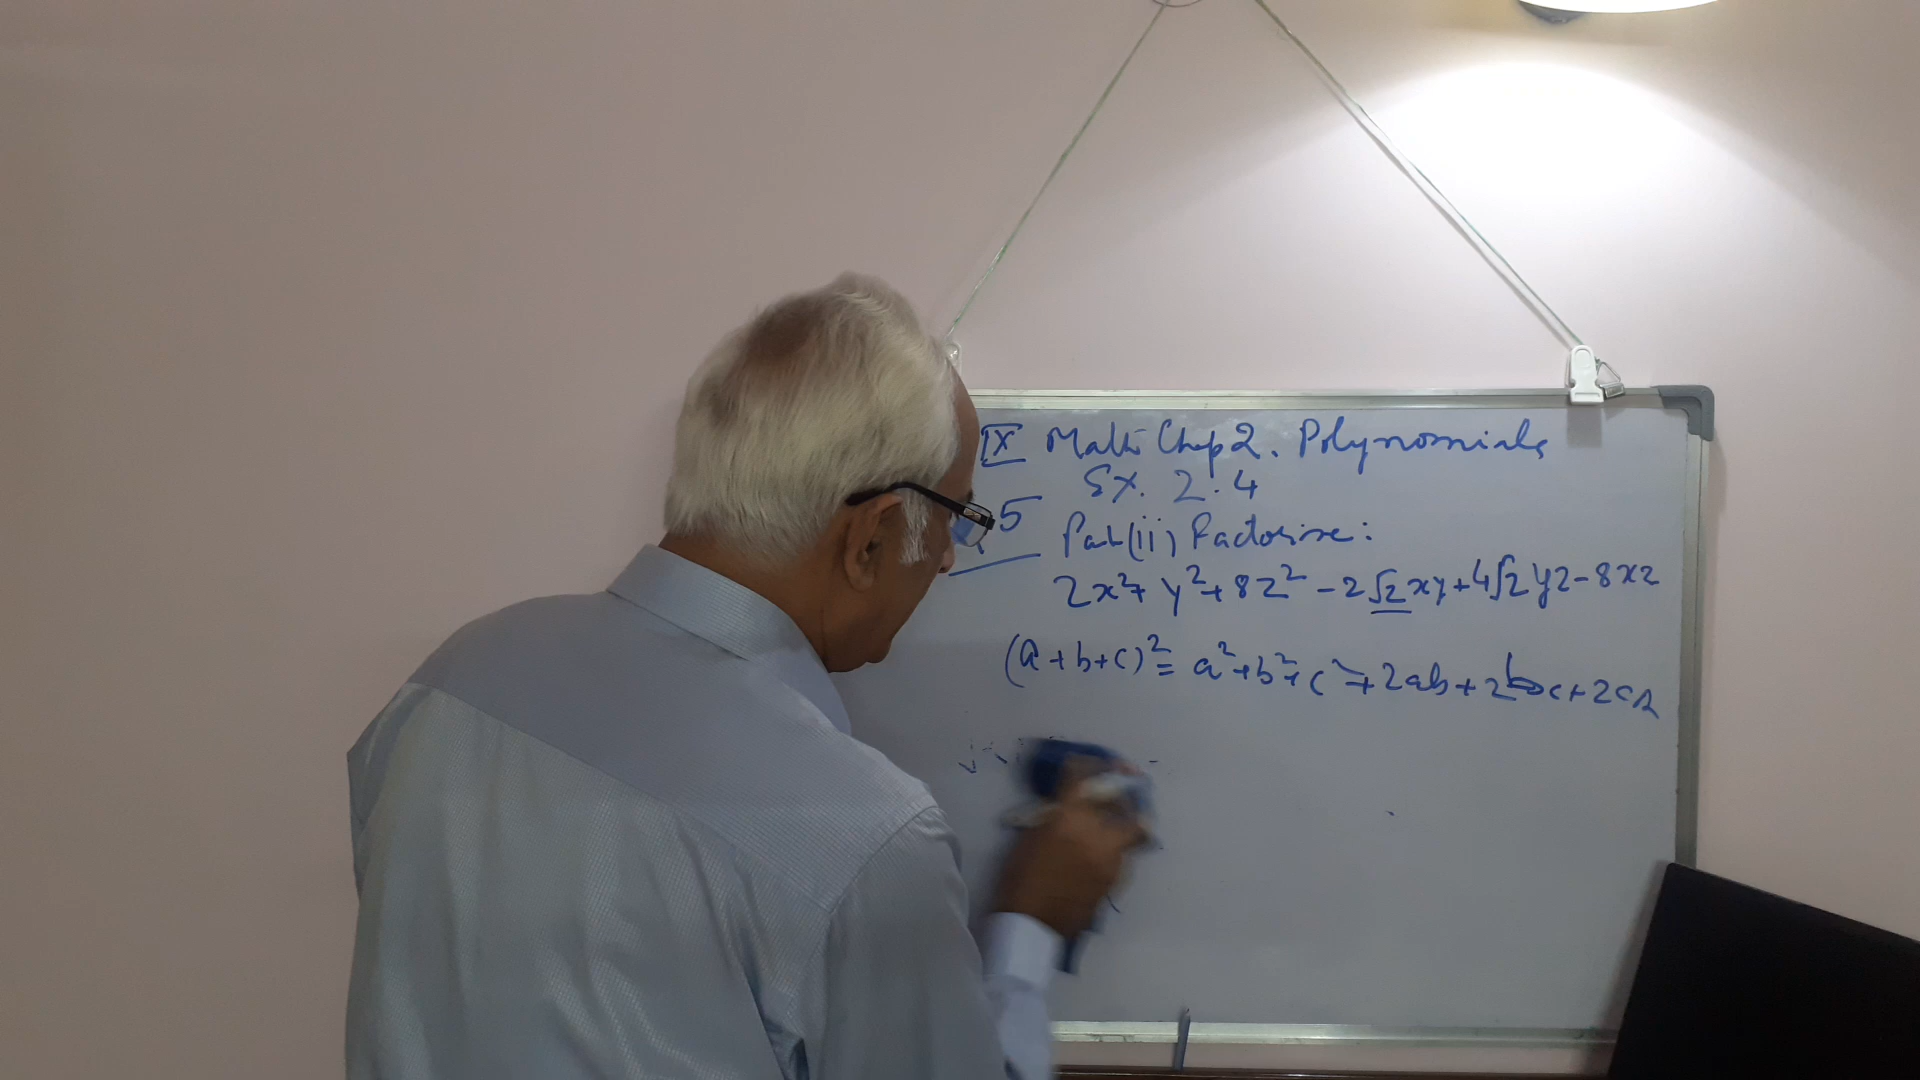 IX Math Chap 2. Polynomials
Ex. 2.4
5 Part (ii) Factorise:
2x²+ y²+ 8z² - 2√2xy + 4√2yz - 8xz
(a+b+c)² = a²+b²+c²+2ab+2bc+2ca